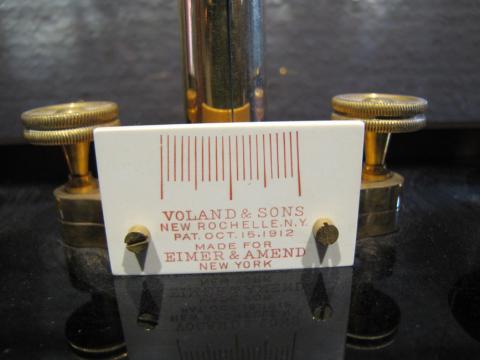 VOLAND & SONS
NEW ROCHELLE, N.Y.
PAT. OCT. 15, 1912
MADE FOR
EIMER & AMEND
NEW YORK